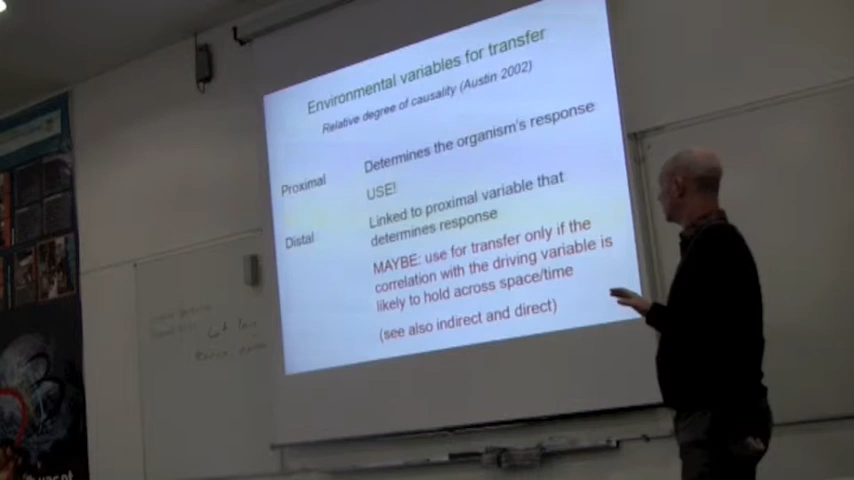 Environmental variables for transfer
Relative degree of causality (Austin 2002)
Proximal
Determines the organism's response
USE!
Distal
Linked to proximal variable that
determines response
MAYBE: use for transfer only if the
correlation with the driving variable is
likely to hold across space/time
(see also indirect and direct)